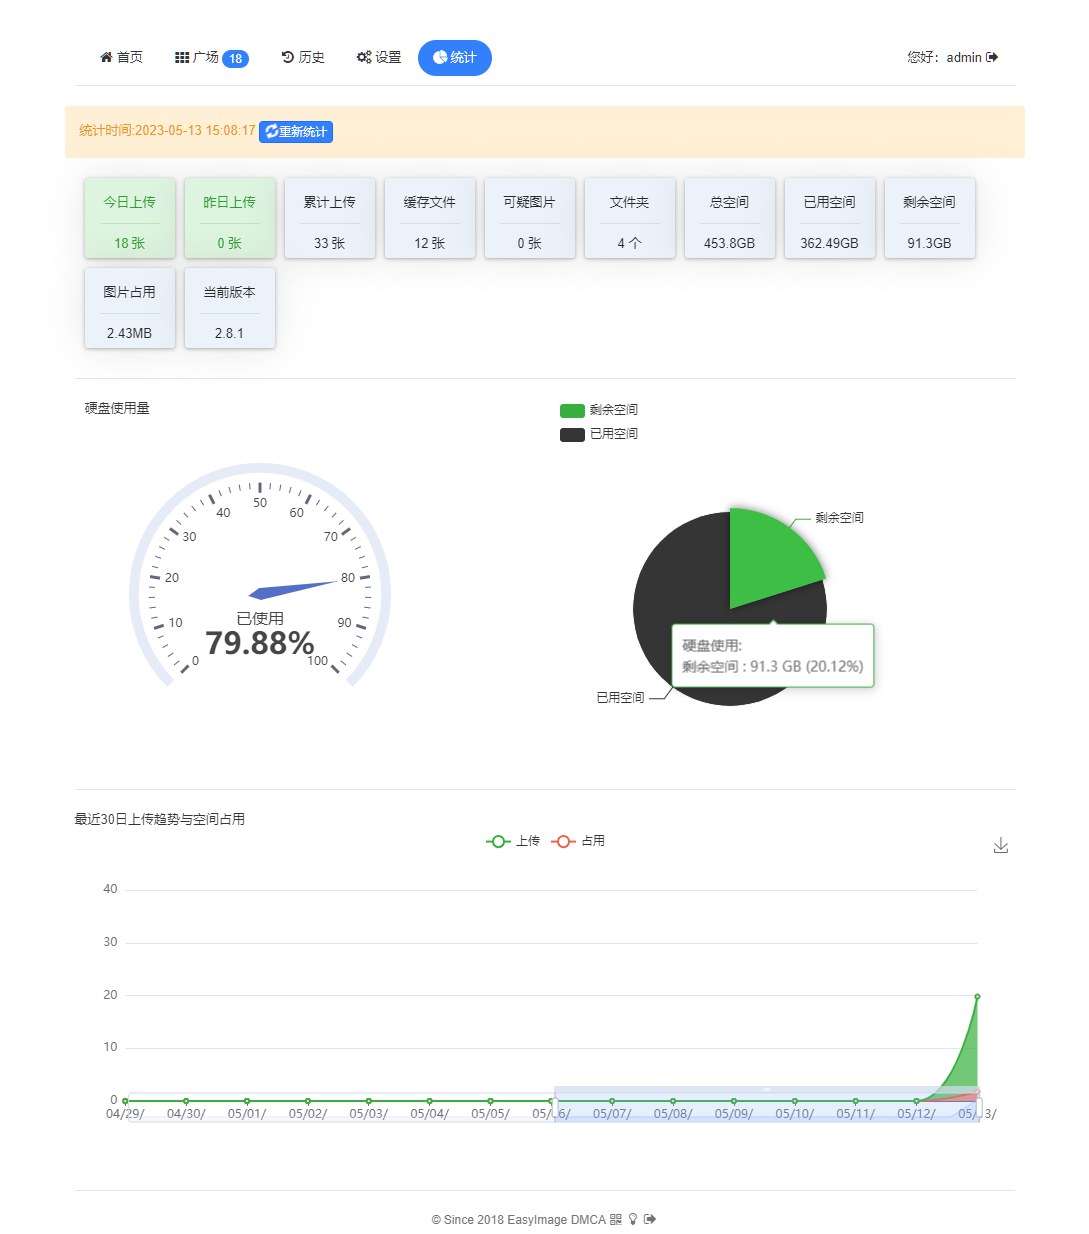 首页 广场 18 历史 设置 统计 您好：admin
统计时间:2023-05-13 15:08:17 重新统计
今日上传 昨日上传 累计上传 缓存文件 可疑图片 文件夹 总空间 已用空间 剩余空间
18 张 0 张 33 张 12 张 0 张 4 个 453.8GB 362.49GB 91.3GB
图片占用 当前版本
2.43MB 2.8.1
硬盘使用量
剩余空间
已用空间
0 10 20 30 40 50 60 70 80 90 100
已使用
79.88%
剩余空间
硬盘使用:
剩余空间 : 91.3 GB (20.12%)
已用空间
最近30日上传趋势与空间占用
上传 占用
40
30
20
10
0
04/29/ 04/30/ 05/01/ 05/02/ 05/03/ 05/04/ 05/05/ 05/06/ 05/07/ 05/08/ 05/09/ 05/10/ 05/11/ 05/12/ 05/13/
© Since 2018 EasyImage DMCA